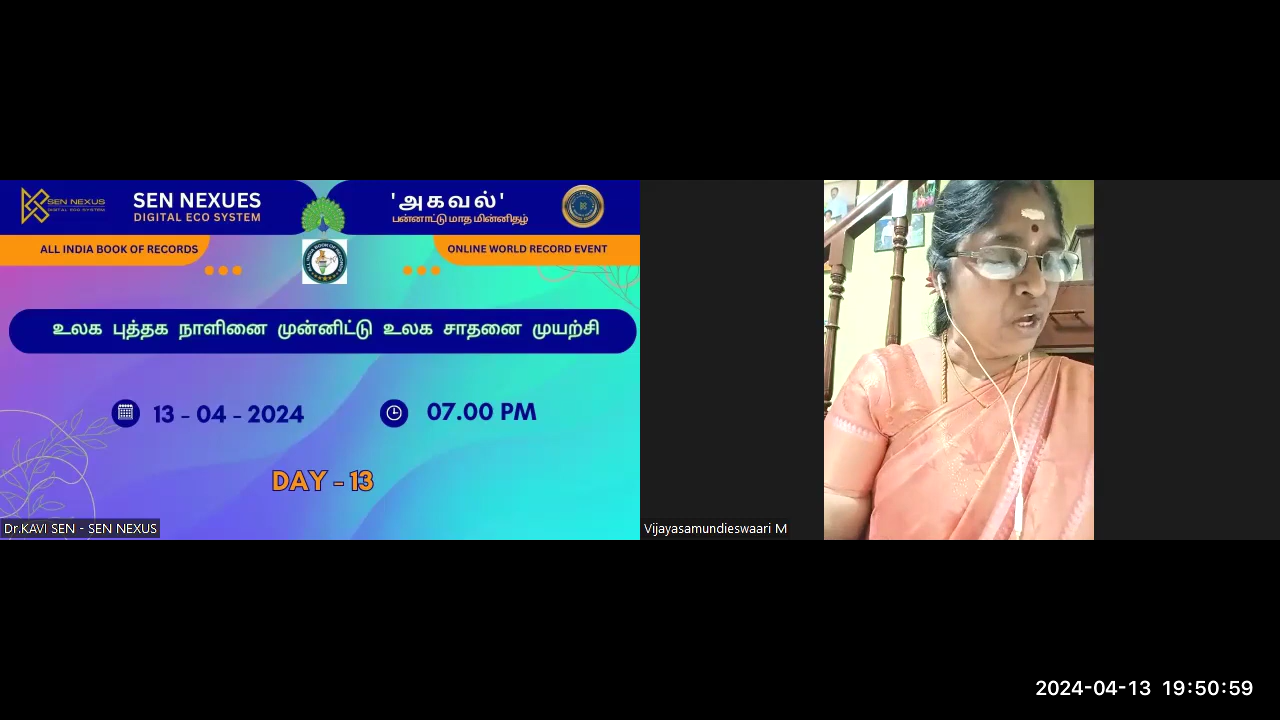 SEN NEXUS
DIGITAL ECO SYSTEM
SEN NEXUES
DIGITAL ECO SYSTEM
'அகவல்'
பன்னாட்டு மாத மின்னிதழ்
ALL INDIA BOOK OF RECORDS
ONLINE WORLD RECORD EVENT
உலக புத்தக நாளினை முன்னிட்டு உலக சாதனை முயற்சி
13 - 04 - 2024
07.00 PM
DAY - 13
Dr.KAVI SEN - SEN NEXUS
Vijayasamundieswaari M
2024-04-13 19:50:59